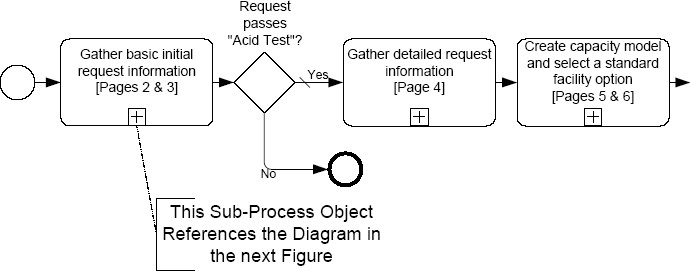 Request
passes
"Acid Test"?
Gather basic initial
request information
[Pages 2 & 3]
Yes
Gather detailed request
information
[Page 4]
Create capacity model
and select a standard
facility option
[Pages 5 & 6]
No
This Sub-Process Object
References the Diagram in
the next Figure